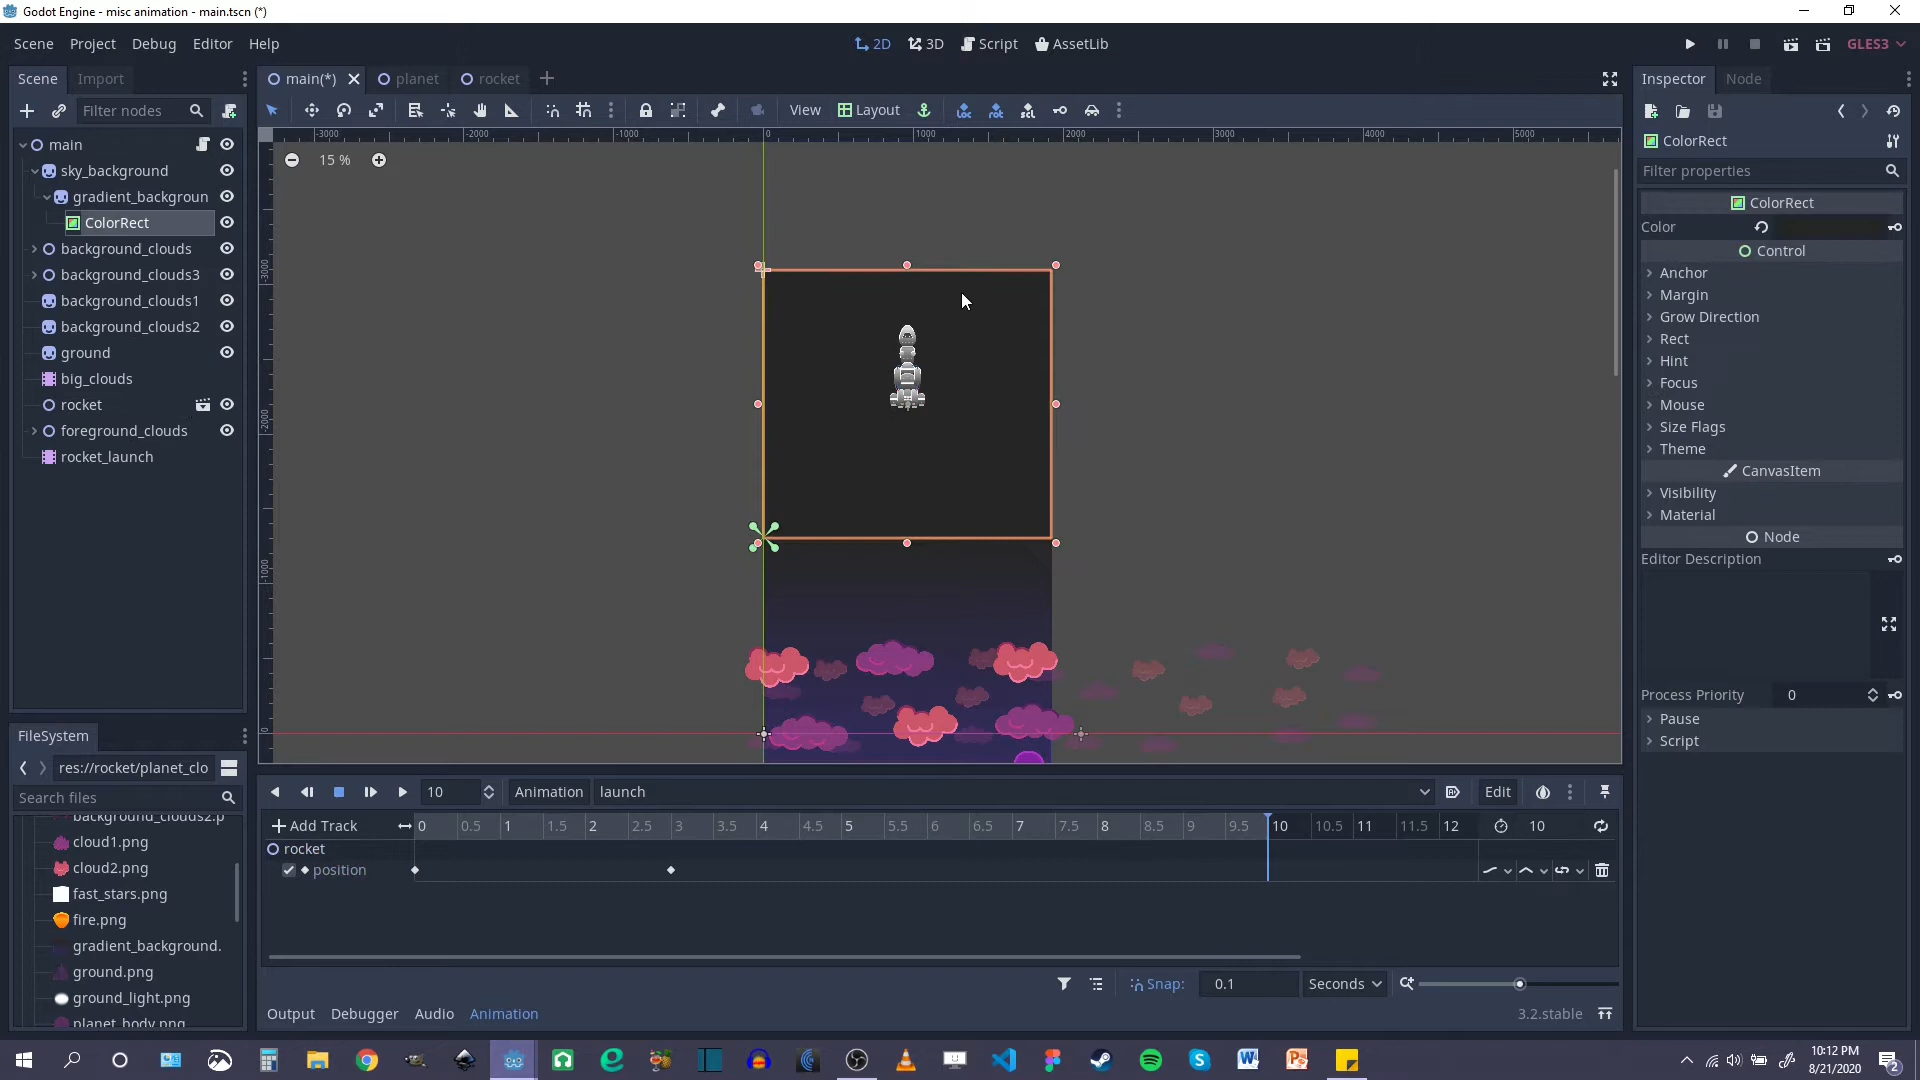 Godot Engine - misc animation - main.tscn (*)
Scene Project Debug Editor Help
2D 3D Script AssetLib
GLES3
Scene Import
main(*) planet rocket
Inspector Node
Filter nodes
View Layout
main
15 %
-3000 -2000 -1000 0 1000 2000 3000 4000 5000
ColorRect
Filter properties
sky_background
gradient_backgroun
ColorRect
background_clouds
background_clouds3
background_clouds1
background_clouds2
ground
big_clouds
rocket
foreground_clouds
rocket_launch
-3000
-2000
-1000
0
ColorRect
Color
Control
Anchor
Margin
Grow Direction
Rect
Hint
Focus
Mouse
Size Flags
Theme
CanvasItem
Visibility
Material
Node
Editor Description
Process Priority 0
Pause
Script
FileSystem
res://rocket/planet_clo
Search files
background_clouds2.p
cloud1.png
cloud2.png
fast_stars.png
fire.png
gradient_background.
ground.png
ground_light.png
planet_body.png
10 Animation launch Edit
Add Track 0 0.5 1 1.5 2 2.5 3 3.5 4 4.5 5 5.5 6 6.5 7 7.5 8 8.5 9 9.5 10 10.5 11 11.5 12 10
rocket
position
Snap: 0.1 Seconds
Output Debugger Audio Animation
3.2.stable
10:12 PM
8/21/2020
2